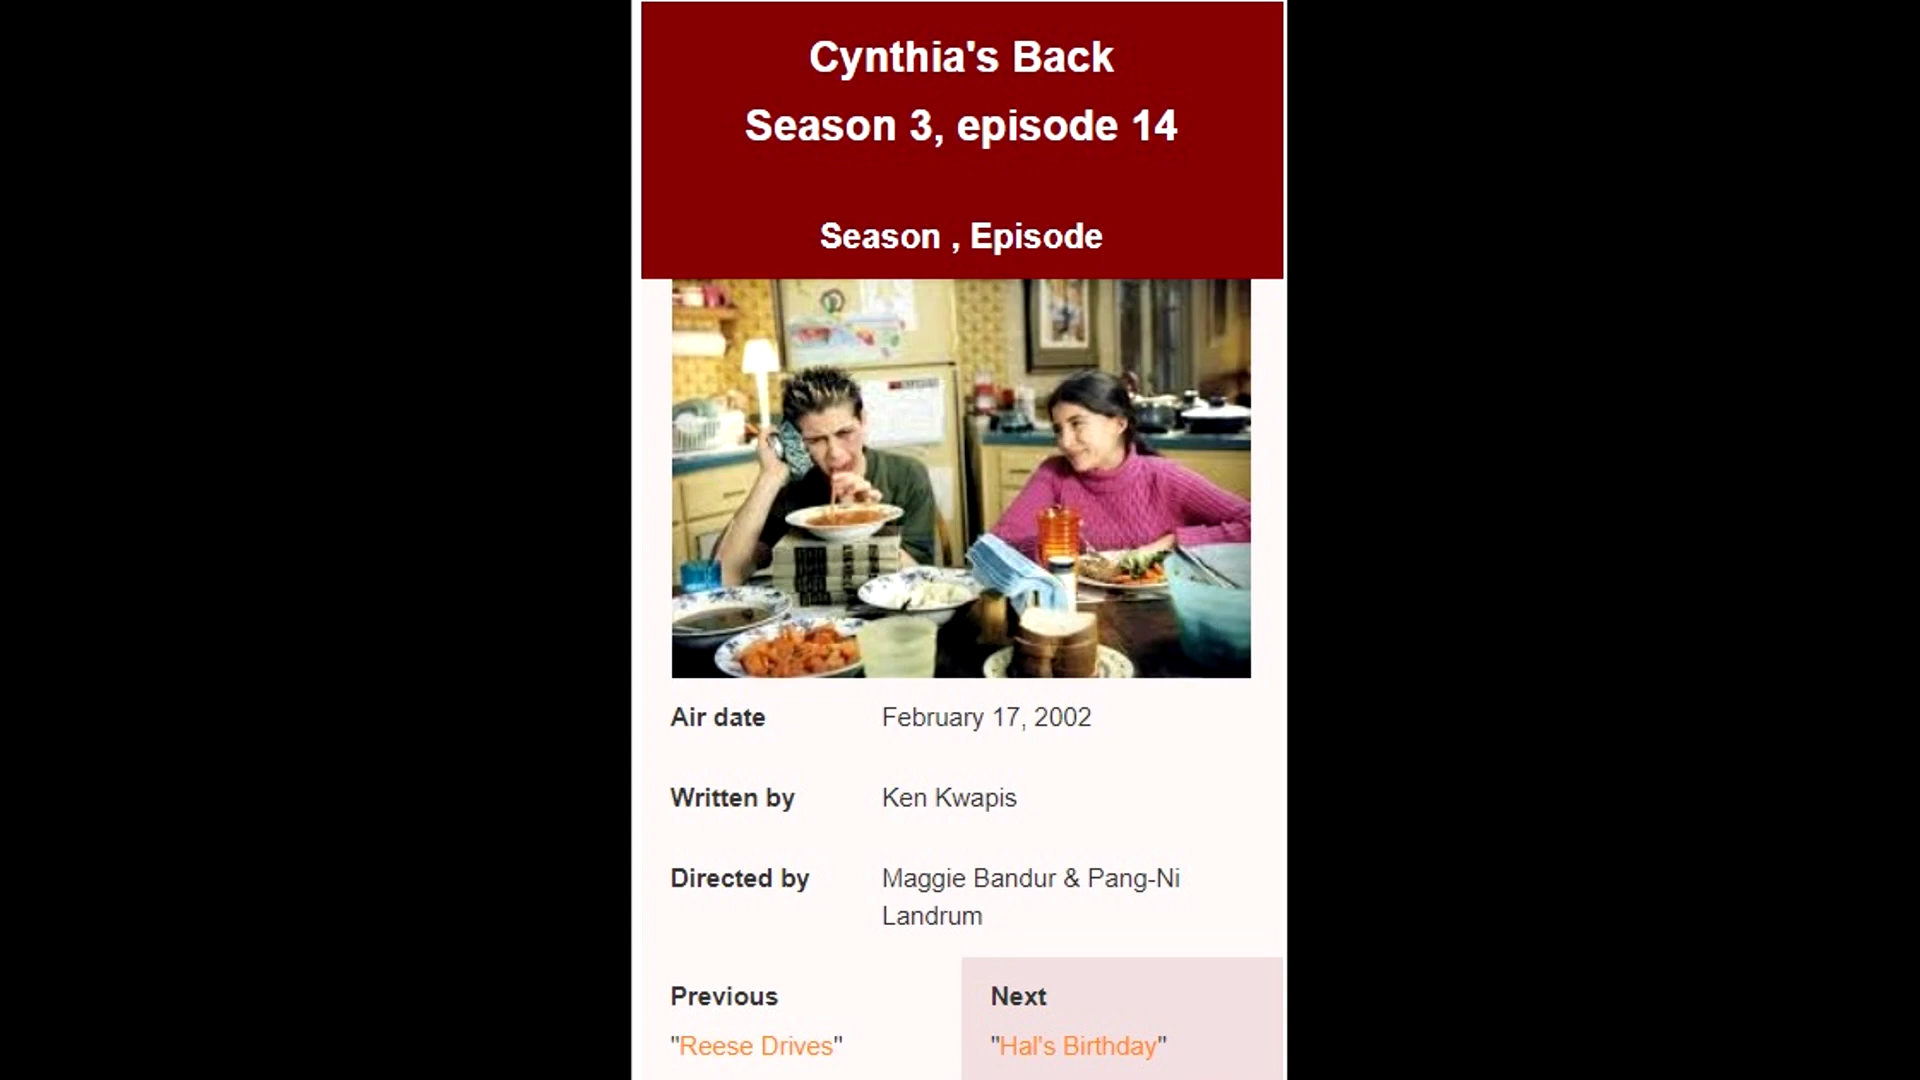 Cynthia's Back
Season 3, episode 14
Season , Episode
Air date February 17, 2002
Written by Ken Kwapis
Directed by Maggie Bandur & Pang-Ni
Landrum
Previous Next
"Reese Drives" "Hal's Birthday"